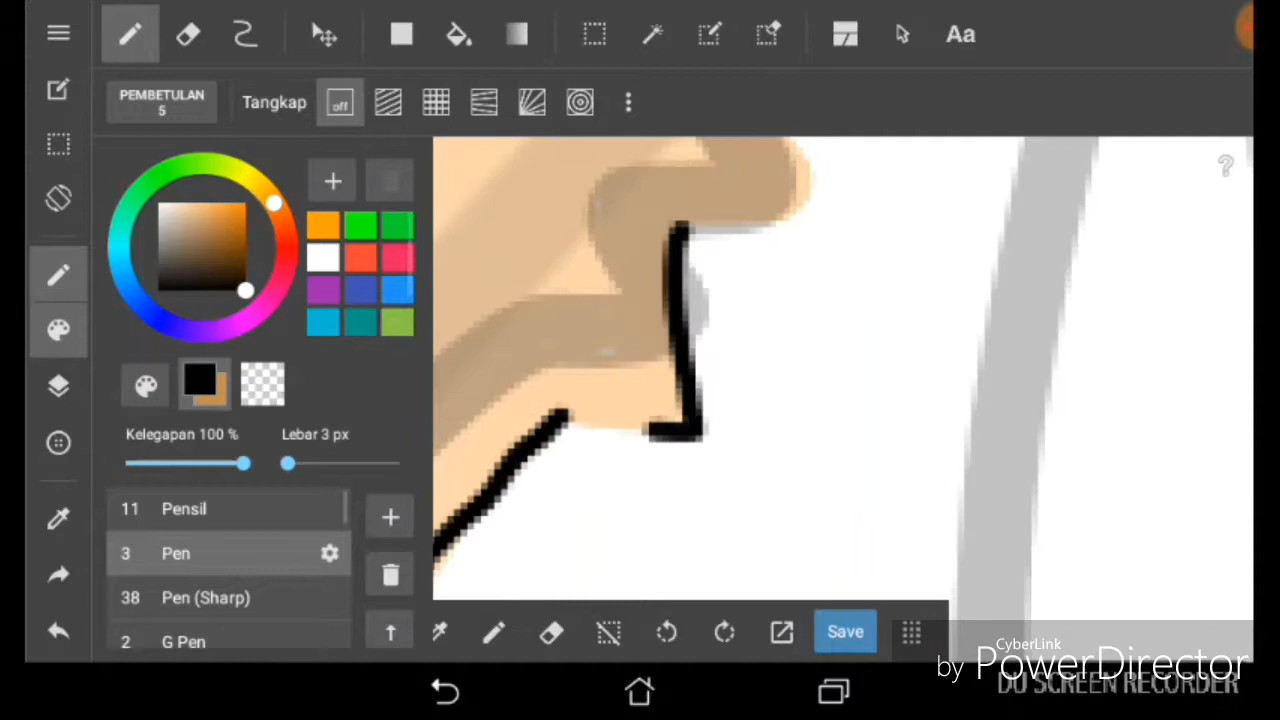 Aa
PEMBETULAN
5
Tangkap
off
?
Kelegapan 100 %
Lebar 3 px
11 Pensil
3 Pen
38 Pen (Sharp)
2 G Pen
Save
CyberLink
by PowerDirector
DU SCREEN RECORDER